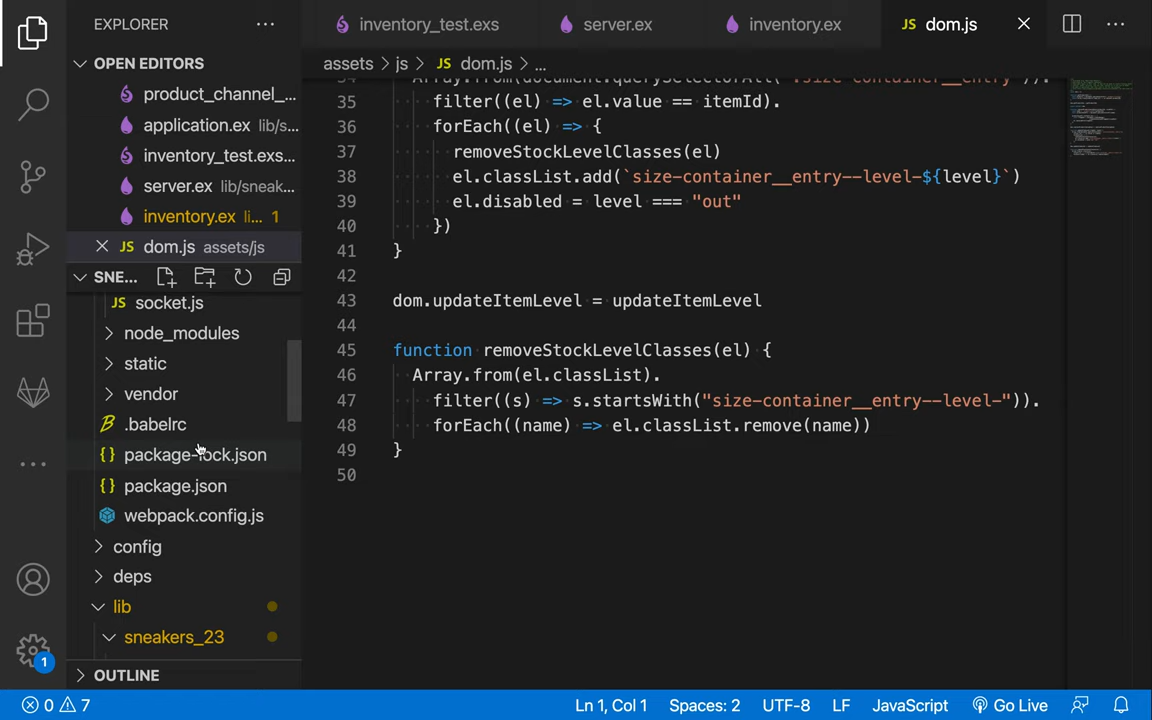 EXPLORER ...
inventory_test.exs
server.ex
inventory.ex
JS dom.js
OPEN EDITORS
product_channel_...
application.ex lib/s...
inventory_test.exs...
server.ex lib/sneak...
inventory.ex li... 1
JS dom.js assets/js
SNE...
JS socket.js
node_modules
static
vendor
.babelrc
package-lock.json
{} package.json
webpack.config.js
config
deps
lib
sneakers_23
OUTLINE
assets > js > JS dom.js > ...
35 filter((el) => el.value == itemId).
36 forEach((el) => {
37 removeStockLevelClasses(el)
38 el.classList.add(`size-container__entry--level-${level}`)
39 el.disabled = level === "out"
40 })
41 }
42
43 dom.updateItemLevel = updateItemLevel
44
45 function removeStockLevelClasses(el) {
46 Array.from(el.classList).
47 filter((s) => s.startsWith("size-container__entry--level-")).
48 forEach((name) => el.classList.remove(name))
49 }
50
1
0 7 Ln 1, Col 1 Spaces: 2 UTF-8 LF JavaScript Go Live